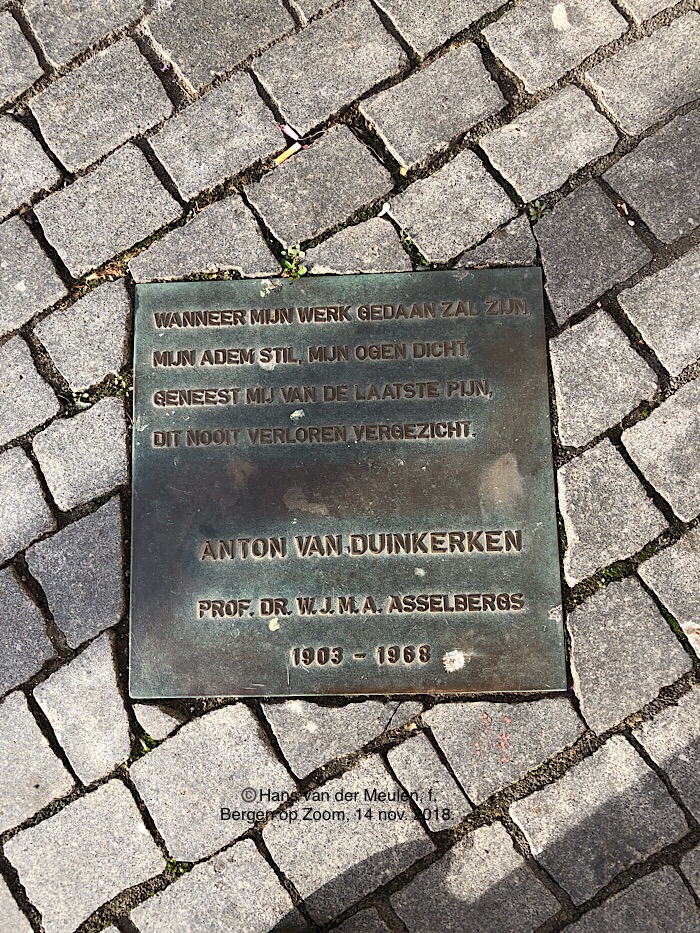 WANNEER MIJN WERK GEDAAN ZAL ZIJN,
MIJN ADEM STIL, MIJN OGEN DICHT,
GENEEST MIJ VAN DE LAATSTE PIJN,
DIT NOOIT VERLOREN VERGEZICHT.
ANTON VAN DUINKERKEN
PROF. DR. W.J.M.A. ASSELBERGS
1903 - 1968
©Hans van der Meulen, f.
Bergen op Zoom, 14 nov. 2018.